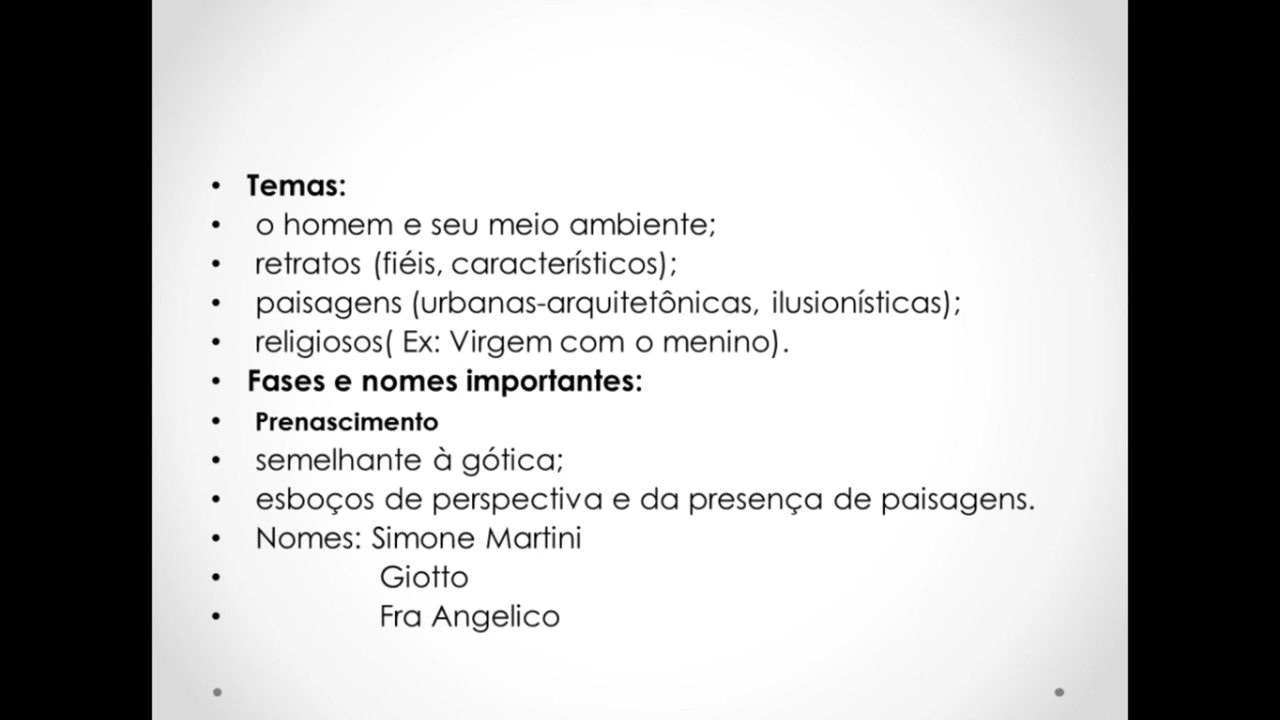 • Temas:
• o homem e seu meio ambiente;
• retratos (fiéis, característicos);
• paisagens (urbanas-arquitetônicas, ilusionísticas);
• religiosos( Ex: Virgem com o menino).
• Fases e nomes importantes:
• Prenascimento
• semelhante à gótica;
• esboços de perspectiva e da presença de paisagens.
• Nomes: Simone Martini
• Giotto
• Fra Angelico